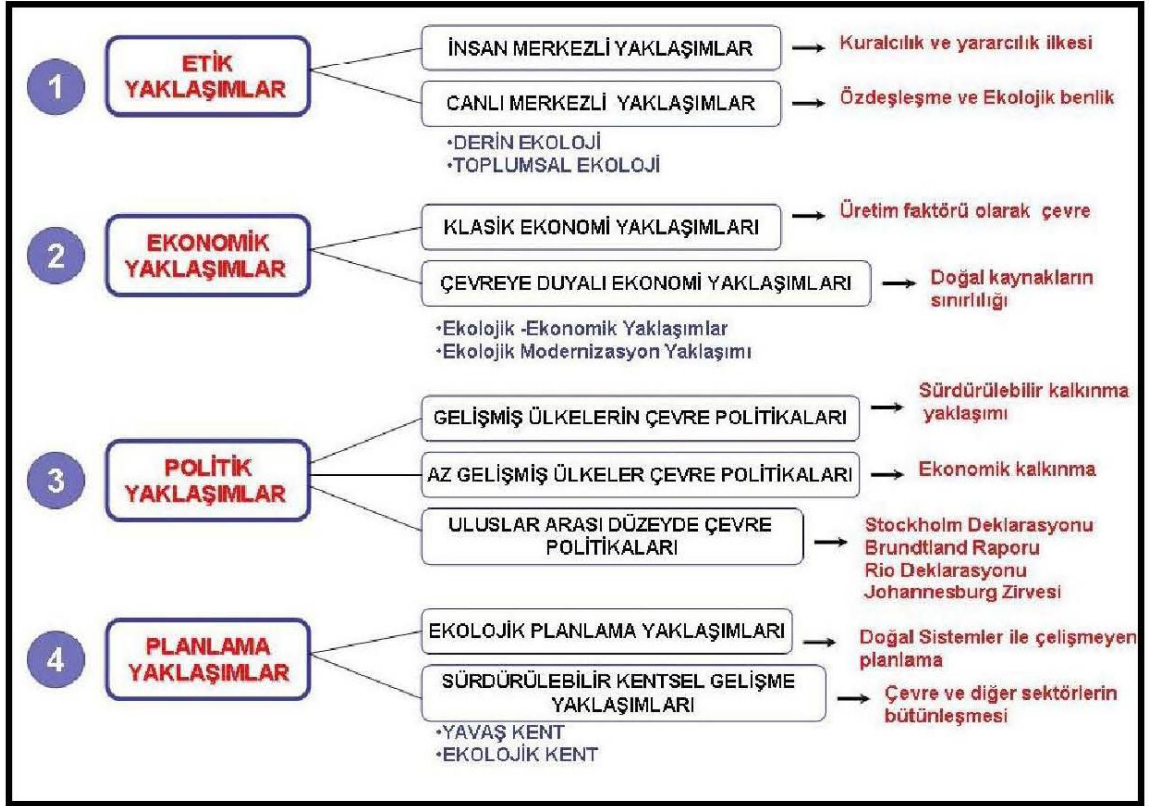 1
ETİK
YAKLAŞIMLAR
İNSAN MERKEZLİ YAKLAŞIMLAR
Kuralcılık ve yararcılık ilkesi
CANLI MERKEZLİ YAKLAŞIMLAR
Özdeşleşme ve Ekolojik benlik
•DERİN EKOLOJİ
•TOPLUMSAL EKOLOJİ
2
EKONOMİK
YAKLAŞIMLAR
KLASİK EKONOMİ YAKLAŞIMLARI
Üretim faktörü olarak çevre
ÇEVREYE DUYALI EKONOMİ YAKLAŞIMLARI
Doğal kaynakların
sınırlılığı
•Ekolojik -Ekonomik Yaklaşımlar
•Ekolojik Modernizasyon Yaklaşımı
3
POLİTİK
YAKLAŞIMLAR
GELİŞMİŞ ÜLKELERİN ÇEVRE POLİTİKALARI
Sürdürülebilir kalkınma
yaklaşımı
AZ GELİŞMİŞ ÜLKELER ÇEVRE POLİTİKALARI
Ekonomik kalkınma
ULUSLAR ARASI DÜZEYDE ÇEVRE
POLİTİKALARI
Stockholm Deklarasyonu
Brundtland Raporu
Rio Deklarasyonu
Johannesburg Zirvesi
4
PLANLAMA
YAKLAŞIMLAR
EKOLOJİK PLANLAMA YAKLAŞIMLARI
Doğal Sistemler ile çelişmeyen
planlama
SÜRDÜRÜLEBİLİR KENTSEL GELİŞME
YAKLAŞIMLARI
Çevre ve diğer sektörlerin
bütünleşmesi
•YAVAŞ KENT
•EKOLOJİK KENT